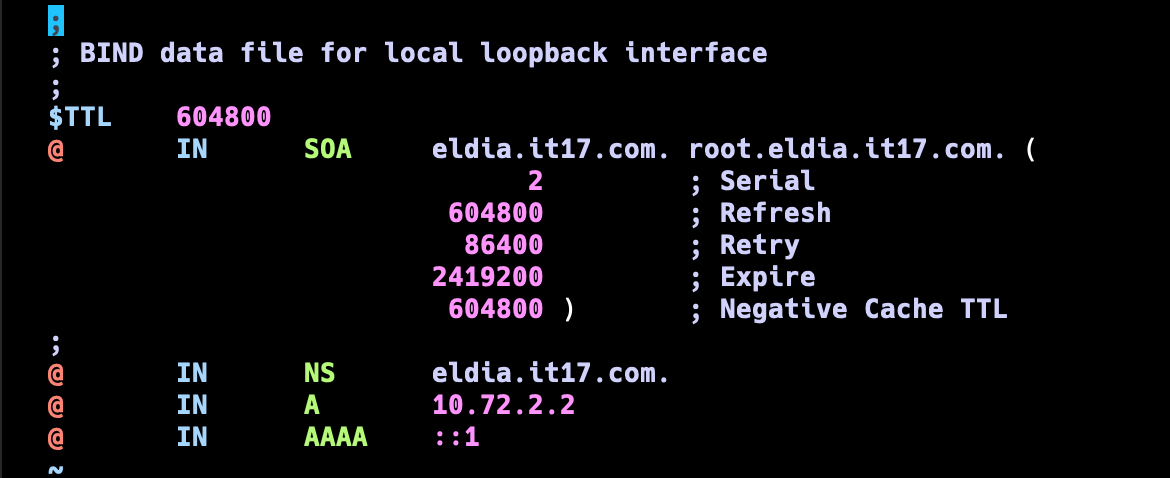 ;
; BIND data file for local loopback interface
;
$TTL    604800
@       IN      SOA     eldia.it17.com. root.eldia.it17.com. (
                              2         ; Serial
                         604800         ; Refresh
                          86400         ; Retry
                        2419200         ; Expire
                         604800 )       ; Negative Cache TTL
;
@       IN      NS      eldia.it17.com.
@       IN      A       10.72.2.2
@       IN      AAAA    ::1
~